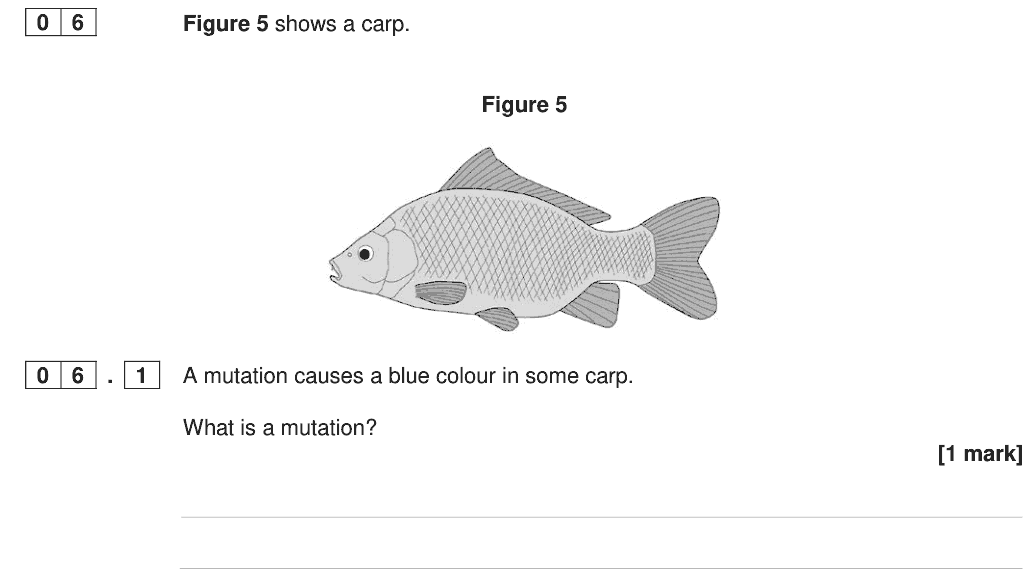 0 6 Figure 5 shows a carp.
Figure 5
0 6 . 1 A mutation causes a blue colour in some carp.
What is a mutation?
[1 mark]